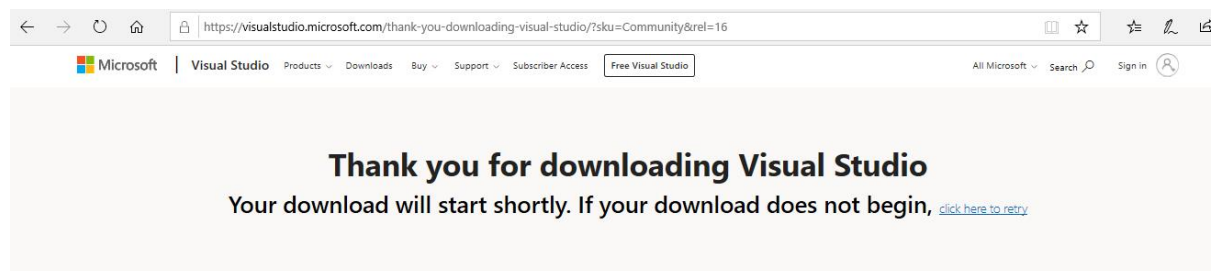 https://visualstudio.microsoft.com/thank-you-downloading-visual-studio/?sku=Community&rel=16
Microsoft | Visual Studio Products Downloads Buy Support Subscriber Access Free Visual Studio All Microsoft Search Sign in
Thank you for downloading Visual Studio
Your download will start shortly. If your download does not begin, click here to retry